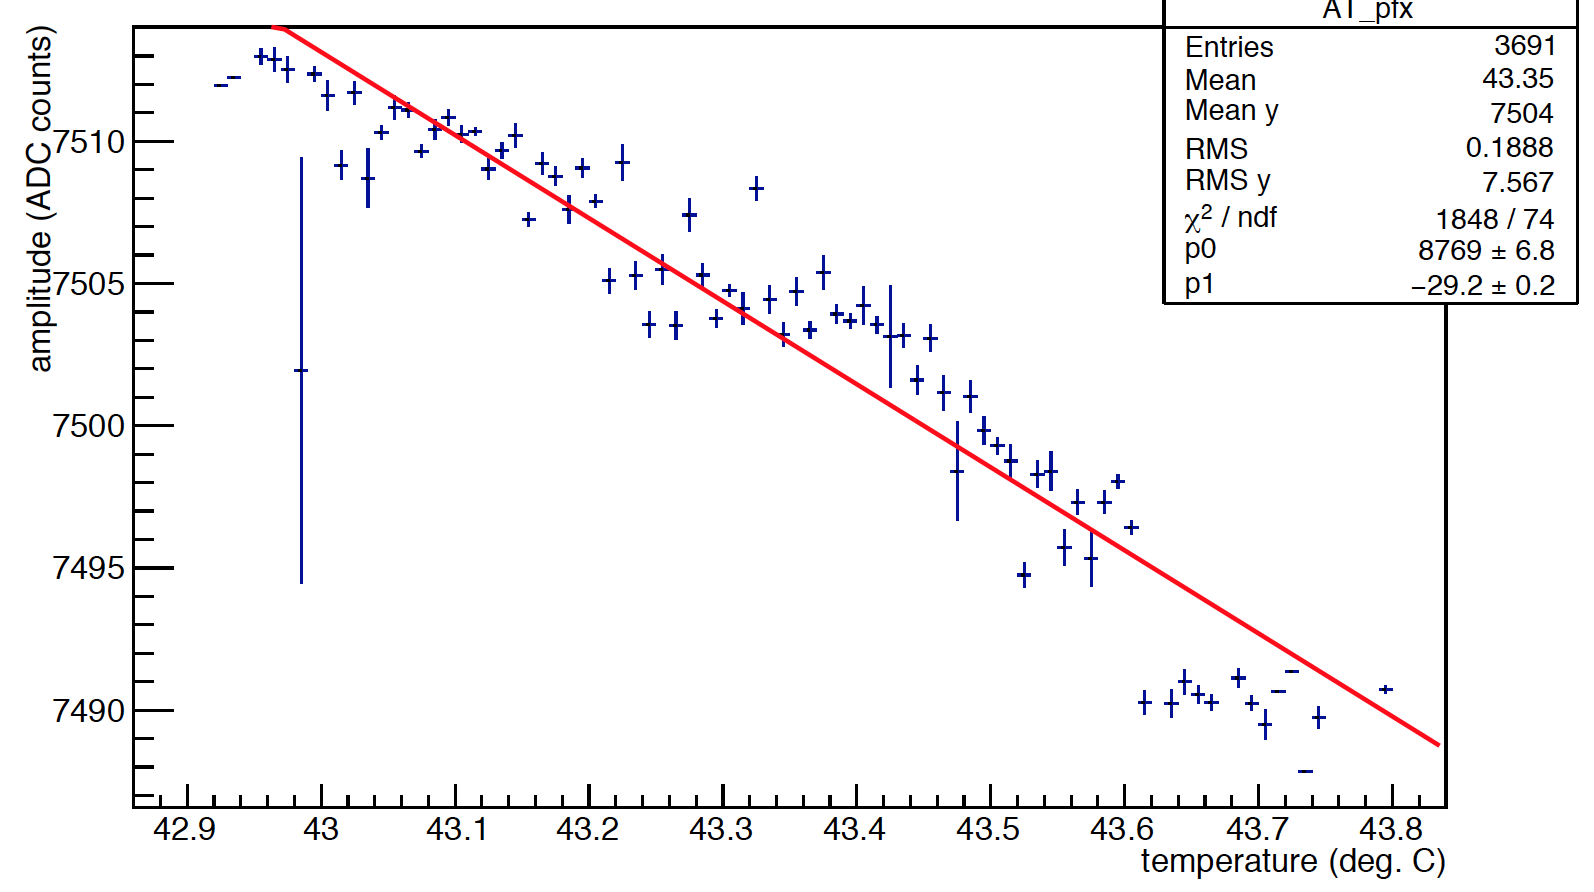 AT_pfx
Entries 3691
Mean 43.35
Mean y 7504
RMS 0.1888
RMS y 7.567
χ² / ndf 1848 / 74
p0 8769 ± 6.8
p1 −29.2 ± 0.2
amplitude (ADC counts)
7510
7505
7500
7495
7490
42.9 43 43.1 43.2 43.3 43.4 43.5 43.6 43.7 43.8
temperature (deg. C)